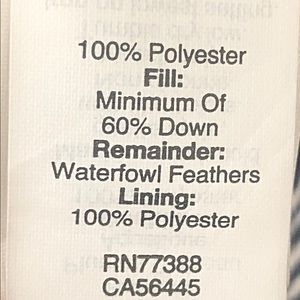 100% Polyester
Fill:
Minimum Of
60% Down
Remainder:
Waterfowl Feathers
Lining:
100% Polyester
RN77388
CA56445